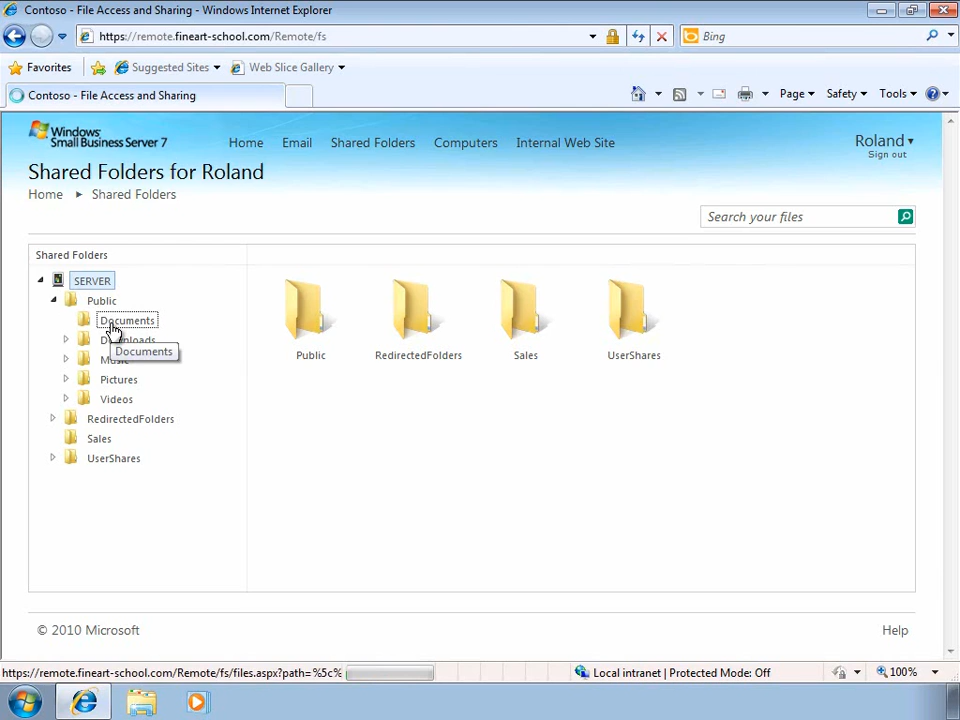 Contoso - File Access and Sharing - Windows Internet Explorer
https://remote.fineart-school.com/Remote/fs
Bing
Favorites
Suggested Sites
Web Slice Gallery
Contoso - File Access and Sharing
Page
Safety
Tools
Windows
Small Business Server 7
Home
Email
Shared Folders
Computers
Internal Web Site
Roland
Sign out
Shared Folders for Roland
Home
Shared Folders
Search your files
Shared Folders
SERVER
Public
Documents
Downloads
Documents
Music
Pictures
Videos
RedirectedFolders
Sales
UserShares
Public
RedirectedFolders
Sales
UserShares
© 2010 Microsoft
Help
https://remote.fineart-school.com/Remote/fs/files.aspx?path=%5c%
Local intranet | Protected Mode: Off
100%